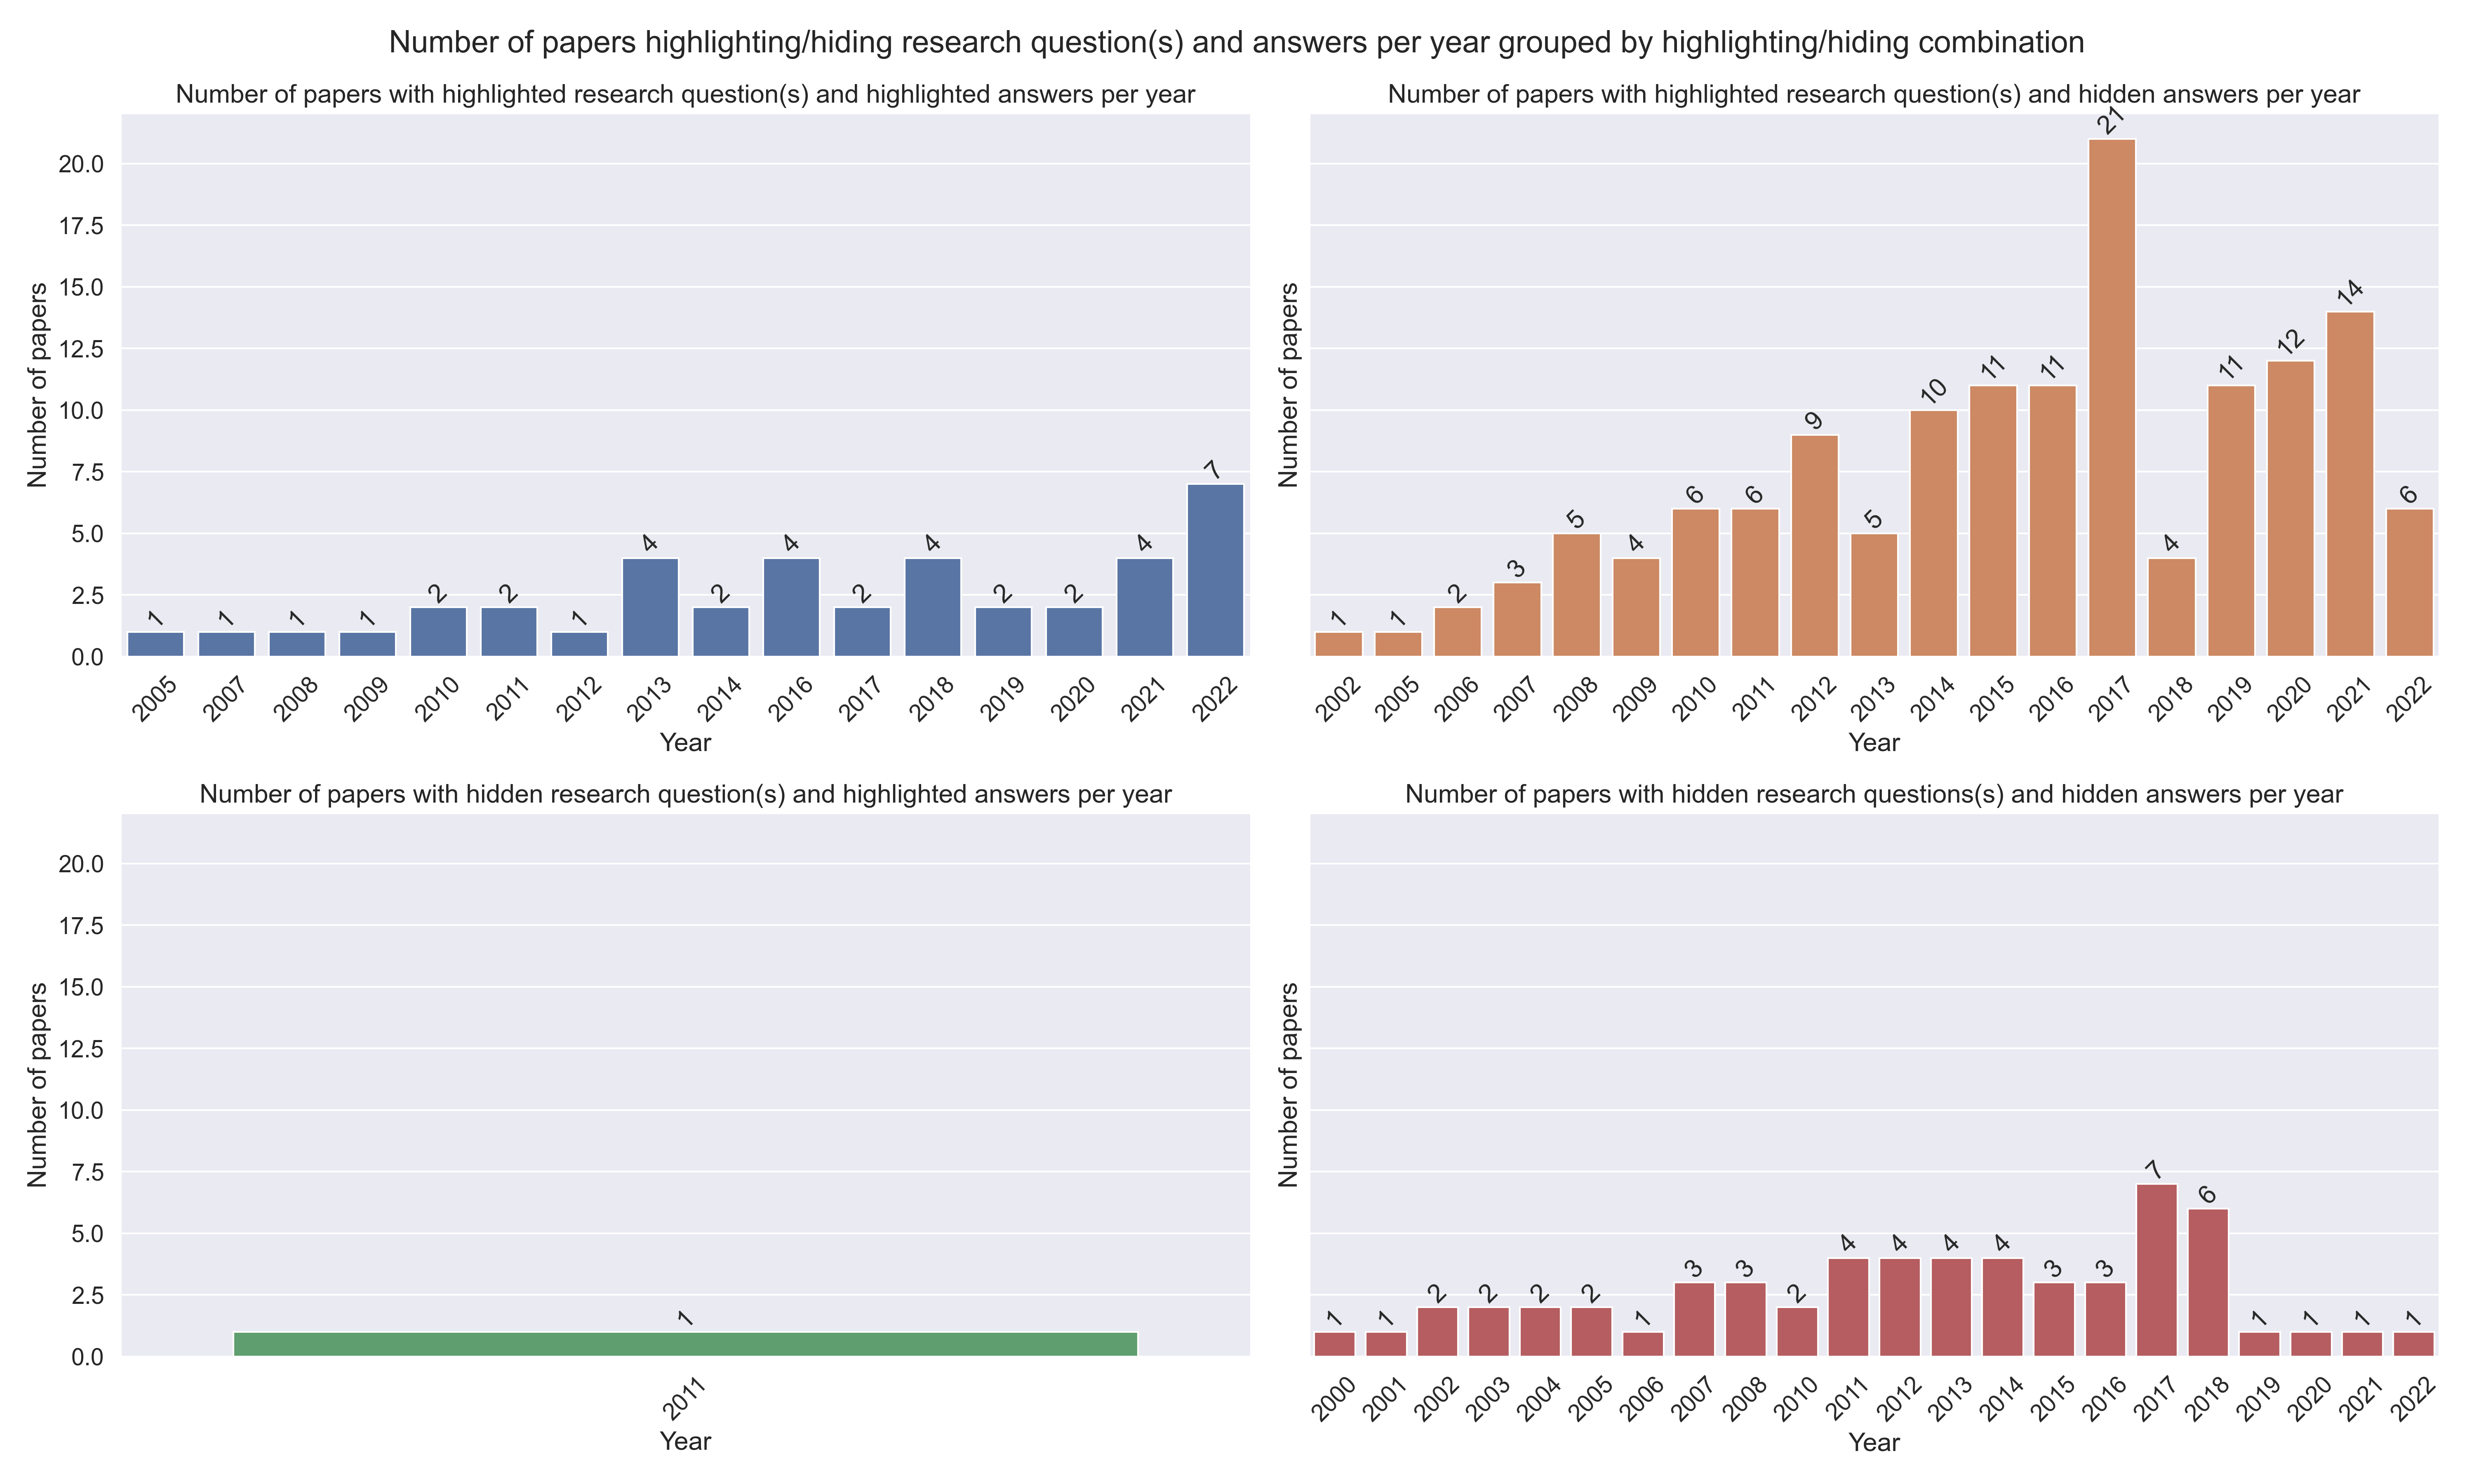 Number of papers highlighting/hiding research question(s) and answers per year grouped by highlighting/hiding combination
Number of papers with highlighted research question(s) and highlighted answers per year
Number of papers
20.0
17.5
15.0
12.5
10.0
7.5
5.0
2.5
0.0
1 1 1 1 2 2 1 4 2 4 2 4 2 2 4 7
2005 2007 2008 2009 2010 2011 2012 2013 2014 2016 2017 2018 2019 2020 2021 2022
Year
Number of papers with highlighted research question(s) and hidden answers per year
Number of papers
1 1 2 3 5 4 6 6 9 5 10 11 11 21 4 11 12 14 6
2002 2005 2006 2007 2008 2009 2010 2011 2012 2013 2014 2015 2016 2017 2018 2019 2020 2021 2022
Year
Number of papers with hidden research question(s) and highlighted answers per year
Number of papers
20.0
17.5
15.0
12.5
10.0
7.5
5.0
2.5
0.0
1
2011
Year
Number of papers with hidden research questions(s) and hidden answers per year
Number of papers
1 1 2 2 2 2 1 3 3 2 4 4 4 4 3 3 7 6 1 1 1 1
2000 2001 2002 2003 2004 2005 2006 2007 2008 2010 2011 2012 2013 2014 2015 2016 2017 2018 2019 2020 2021 2022
Year